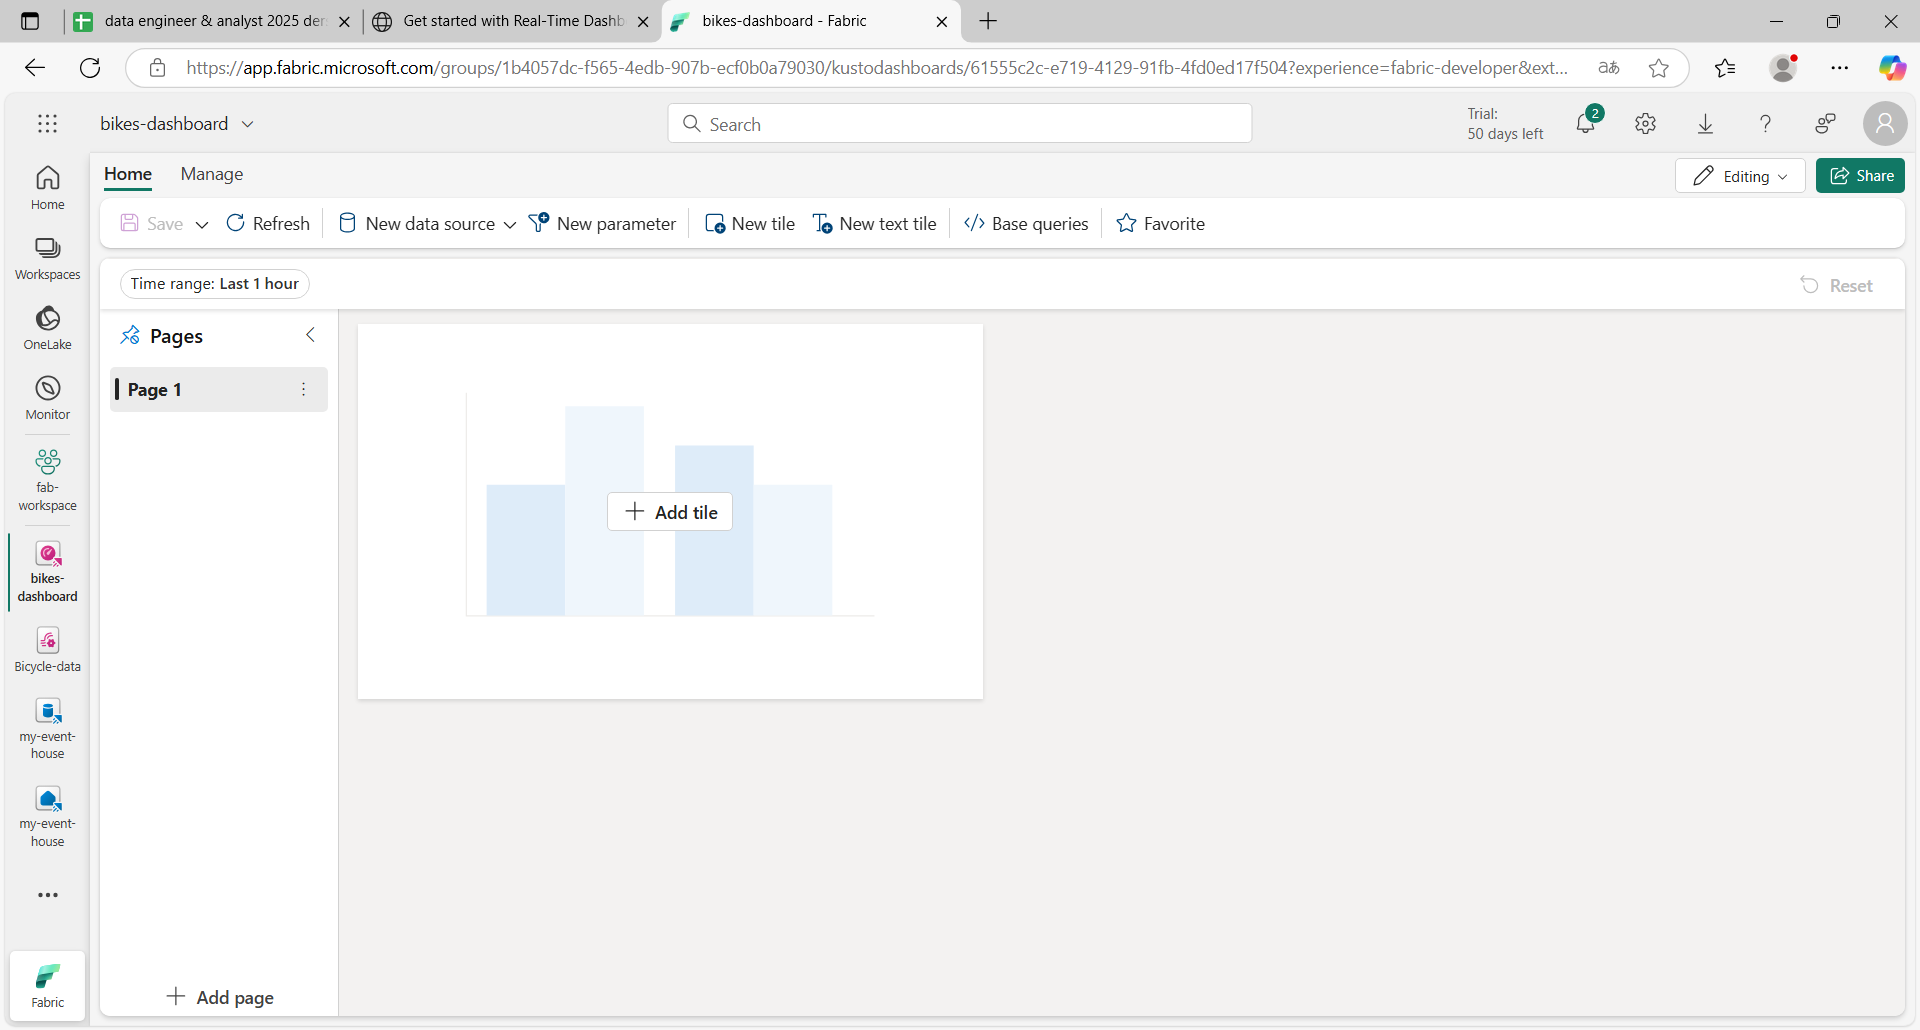 data engineer & analyst 2025 der
Get started with Real-Time Dashb
bikes-dashboard - Fabric
https://app.fabric.microsoft.com/groups/1b4057dc-f565-4edb-907b-ecf0b0a79030/kustodashboards/61555c2c-e719-4129-91fb-4fd0ed17f504?experience=fabric-developer&ext...
aあ
bikes-dashboard
Search
Trial:
50 days left
2
Home
Manage
Editing
Share
Save
Refresh
New data source
New parameter
New tile
New text tile
Base queries
Favorite
Time range: Last 1 hour
Reset
Pages
Page 1
Add tile
Add page
Home
Workspaces
OneLake
Monitor
fab-
workspace
bikes-
dashboard
Bicycle-data
my-event-
house
my-event-
house
Fabric